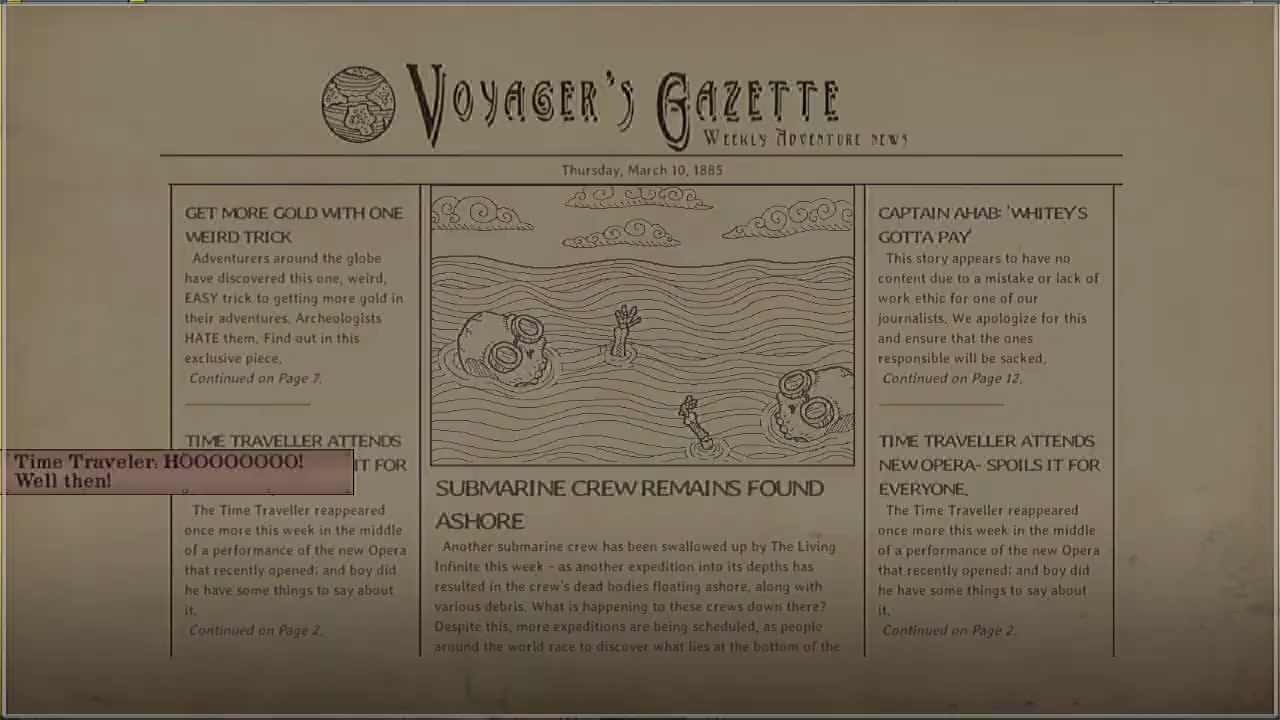 VOYAGER'S GAZETTE
WEEKLY ADVENTURE NEWS
Thursday, March 10, 1885
GET MORE GOLD WITH ONE
WEIRD TRICK
Adventurers around the globe
have discovered this one, weird,
EASY trick to getting more gold in
their adventures. Archeologists
HATE them. Find out in this
exclusive piece.
Continued on Page 7.
TIME TRAVELLER ATTENDS
IT FOR
Time Traveler: HOOOOOOOO!
Well then!
The Time Traveller reappeared
once more this week in the middle
of a performance of the new Opera
that recently opened; and boy did
he have some things to say about
it.
Continued on Page 2.
SUBMARINE CREW REMAINS FOUND
ASHORE
Another submarine crew has been swallowed up by The Living
Infinite this week - as another expedition into its depths has
resulted in the crew's dead bodies floating ashore, along with
various debris. What is happening to these crews down there?
Despite this, more expeditions are being scheduled, as people
around the world race to discover what lies at the bottom of the
CAPTAIN AHAB: 'WHITEY'S
GOTTA PAY'
This story appears to have no
content due to a mistake or lack of
work ethic for one of our
journalists. We apologize for this
and ensure that the ones
responsible will be sacked.
Continued on Page 12.
TIME TRAVELLER ATTENDS
NEW OPERA- SPOILS IT FOR
EVERYONE.
The Time Traveller reappeared
once more this week in the middle
of a performance of the new Opera
that recently opened; and boy did
he have some things to say about
it.
Continued on Page 2.